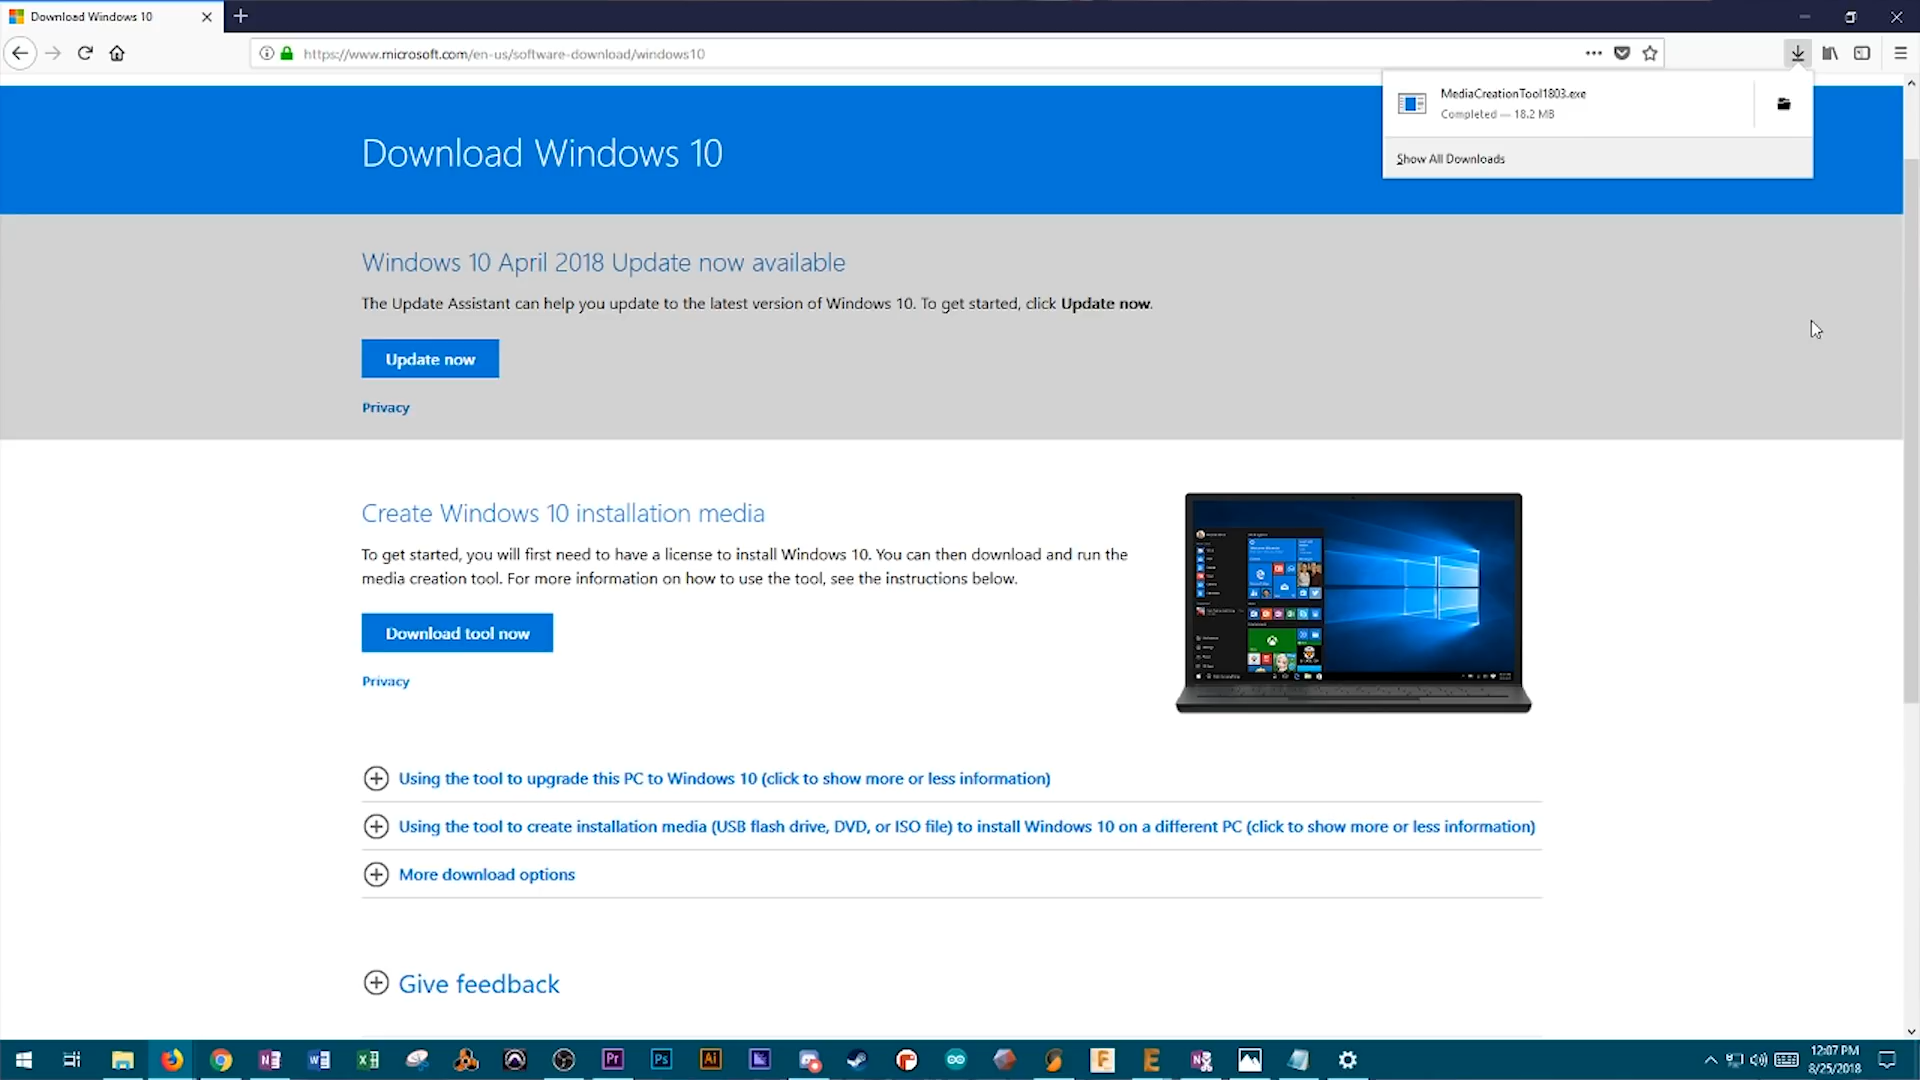 Download Windows 10
https://www.microsoft.com/en-us/software-download/windows10
MediaCreationTool1803.exe
Completed — 18.2 MB
Show All Downloads
Download Windows 10
Windows 10 April 2018 Update now available
The Update Assistant can help you update to the latest version of Windows 10. To get started, click Update now.
Update now
Privacy
Create Windows 10 installation media
To get started, you will first need to have a license to install Windows 10. You can then download and run the
media creation tool. For more information on how to use the tool, see the instructions below.
Download tool now
Privacy
Using the tool to upgrade this PC to Windows 10 (click to show more or less information)
Using the tool to create installation media (USB flash drive, DVD, or ISO file) to install Windows 10 on a different PC (click to show more or less information)
More download options
Give feedback
Pr
Ps
Ai
12:07 PM
8/25/2018